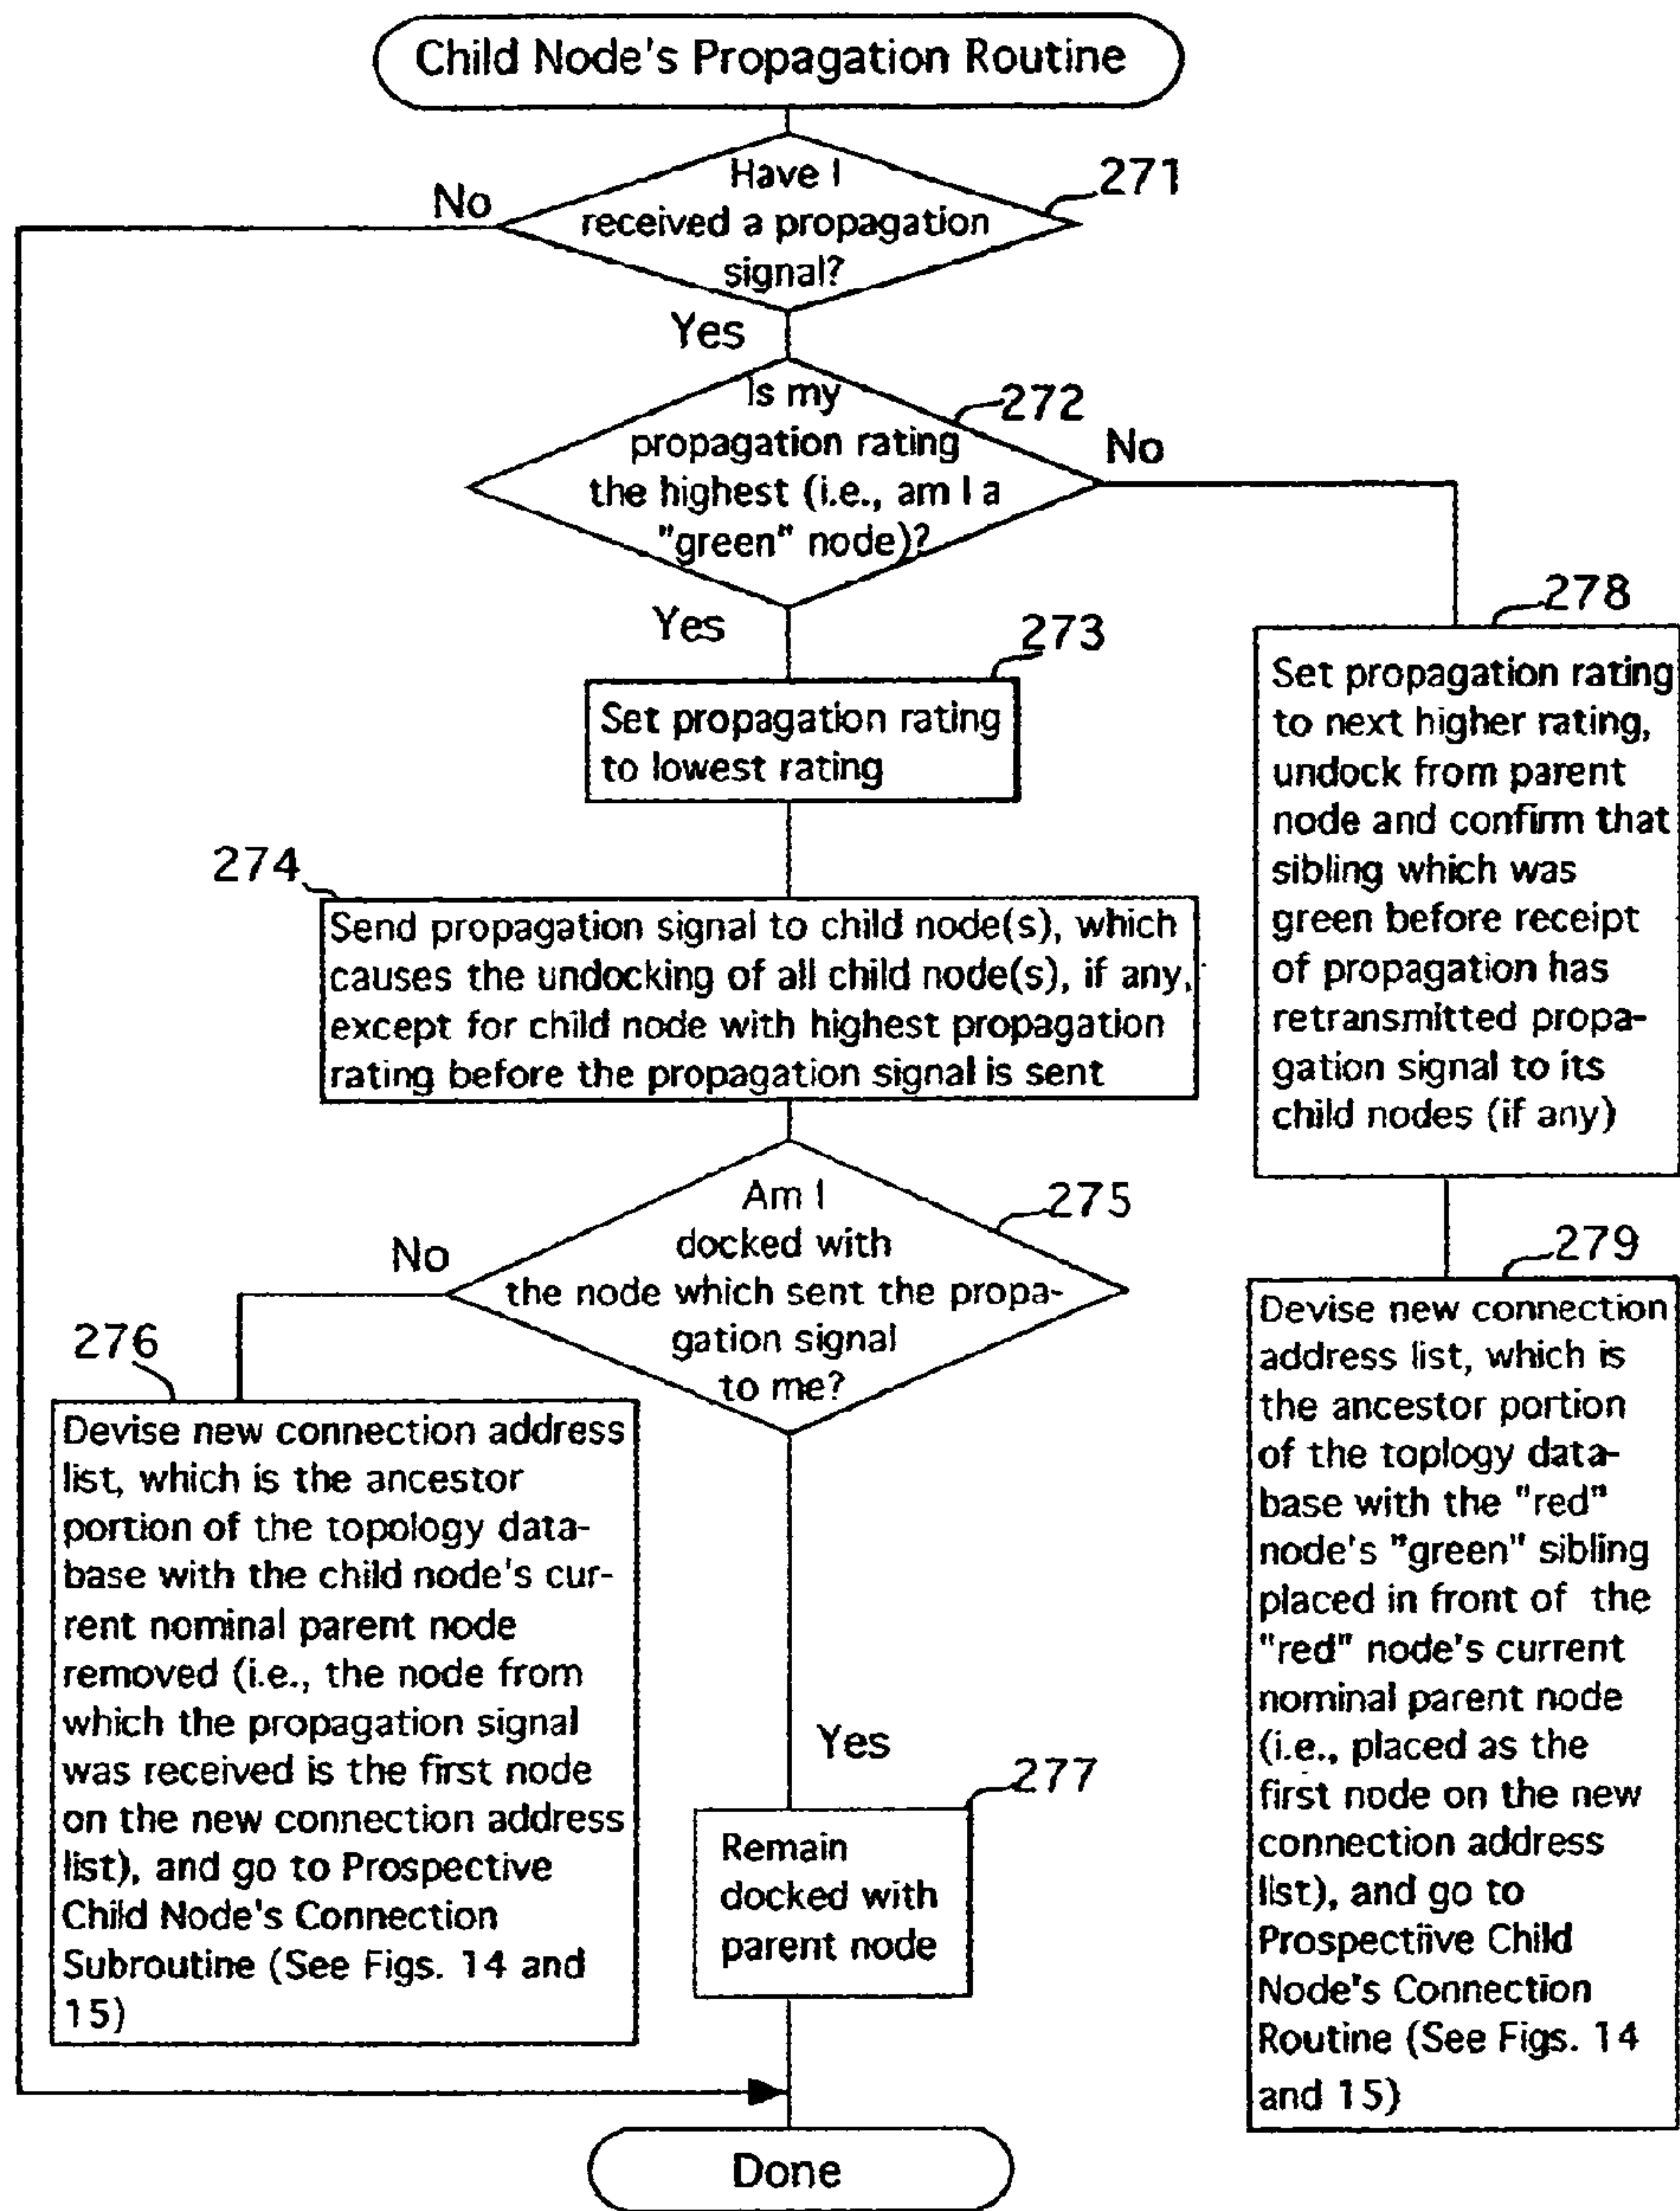 Child Node's Propagation Routine
Have I
received a propagation
signal?
271
No
Yes
Is my
propagation rating
the highest (i.e., am I a
"green" node)?
272
No
Yes
273
Set propagation rating
to lowest rating
278
Set propagation rating
to next higher rating,
undock from parent
node and confirm that
sibling which was
green before receipt
of propagation has
retransmitted propa-
gation signal to its
child nodes (if any)
274
Send propagation signal to child node(s), which
causes the undocking of all child node(s), if any,
except for child node with highest propagation
rating before the propagation signal is sent
Am I
docked with
the node which sent the propa-
gation signal
to me?
275
No
276
Devise new connection address
list, which is the ancestor
portion of the topology data-
base with the child node's cur-
rent nominal parent node
removed (i.e., the node from
which the propagation signal
was received is the first node
on the new connection address
list), and go to Prospective
Child Node's Connection
Subroutine (See Figs. 14 and
15)
Yes
277
Remain
docked with
parent node
279
Devise new connection
address list, which is
the ancestor portion
of the toplogy data-
base with the "red"
node's "green" sibling
placed in front of the
"red" node's current
nominal parent node
(i.e., placed as the
first node on the new
connection address
list), and go to
Prospectiive Child
Node's Connection
Routine (See Figs. 14
and 15)
Done